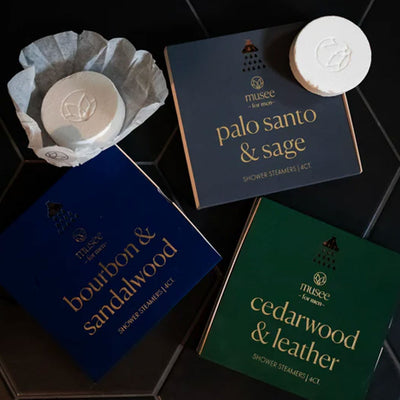 musee
- for men -
palo santo
& sage
SHOWER STEAMERS | 4CT.
musee
- for men -
bourbon &
sandalwood
SHOWER STEAMERS | 4CT.
musee
- for men -
cedarwood
& leather
SHOWER STEAMERS | 4CT.